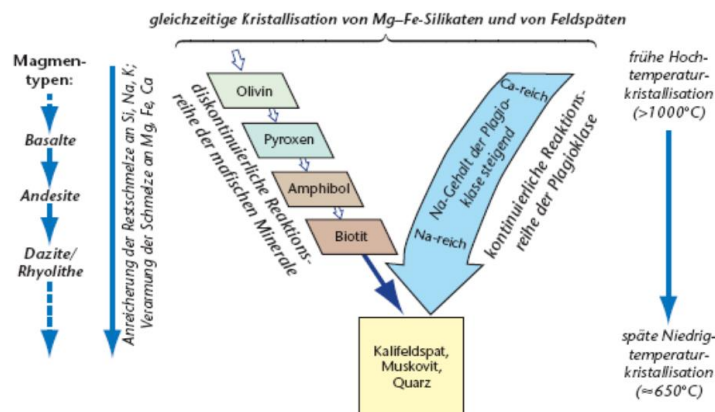 gleichzeitige Kristallisation von Mg–Fe-Silikaten und von Feldspäten
Magmen-
typen:
Basalte
Andesite
Dazite/
Rhyolithe
Anreicherung der Restschmelze an Si, Na, K;
Verarmung der Schmelze an Mg, Fe, Ca
diskontinuierliche Reaktions-
reihe der mafischen Minerale
Olivin
Pyroxen
Amphibol
Biotit
Ca-reich
Na-Gehalt der Plagio-
klase steigend
Na-reich
kontinuierliche Reaktions-
reihe der Plagioklase
Kalifeldspat,
Muskovit,
Quarz
frühe Hoch-
temperatur-
kristallisation
(>1000°C)
späte Niedrig-
temperatur-
kristallisation
(≈650°C)